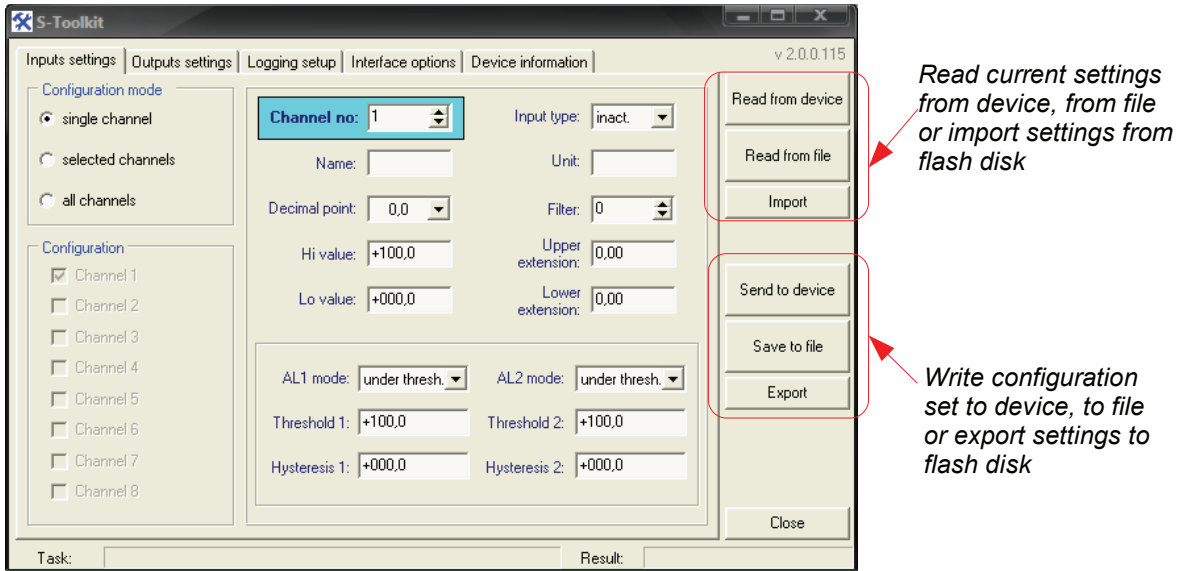 S-Toolkit
Inputs settings Outputs settings Logging setup Interface options Device information
v 2.0.0.115
Configuration mode
single channel
selected channels
all channels
Configuration
Channel 1
Channel 2
Channel 3
Channel 4
Channel 5
Channel 6
Channel 7
Channel 8
Channel no: 1
Input type: inact.
Name:
Unit:
Decimal point: 0,0
Filter: 0
Hi value: +100,0
Upper
extension: 0,00
Lo value: +000,0
Lower
extension: 0,00
AL1 mode: under thresh.
AL2 mode: under thresh.
Threshold 1: +100,0
Threshold 2: +100,0
Hysteresis 1: +000,0
Hysteresis 2: +000,0
Read from device
Read from file
Import
Send to device
Save to file
Export
Close
Task:
Result:
Read current settings
from device, from file
or import settings from
flash disk
Write configuration
set to device, to file
or export settings to
flash disk